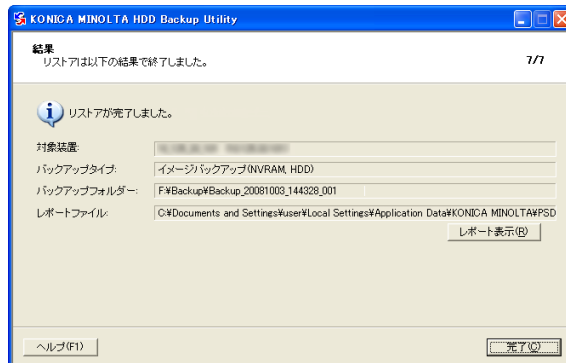 KONICA MINOLTA HDD Backup Utility
結果
リストアは以下の結果で終了しました。
7/7
リストアが完了しました。
対象装置:
バックアップタイプ: イメージバックアップ(NVRAM, HDD)
バックアップフォルダー: F:¥Backup¥Backup_20081003_144328_001
レポートファイル: C:¥Documents and Settings¥user¥Local Settings¥Application Data¥KONICA MINOLTA¥PSD
レポート表示(R)
ヘルプ(F1)
完了(C)